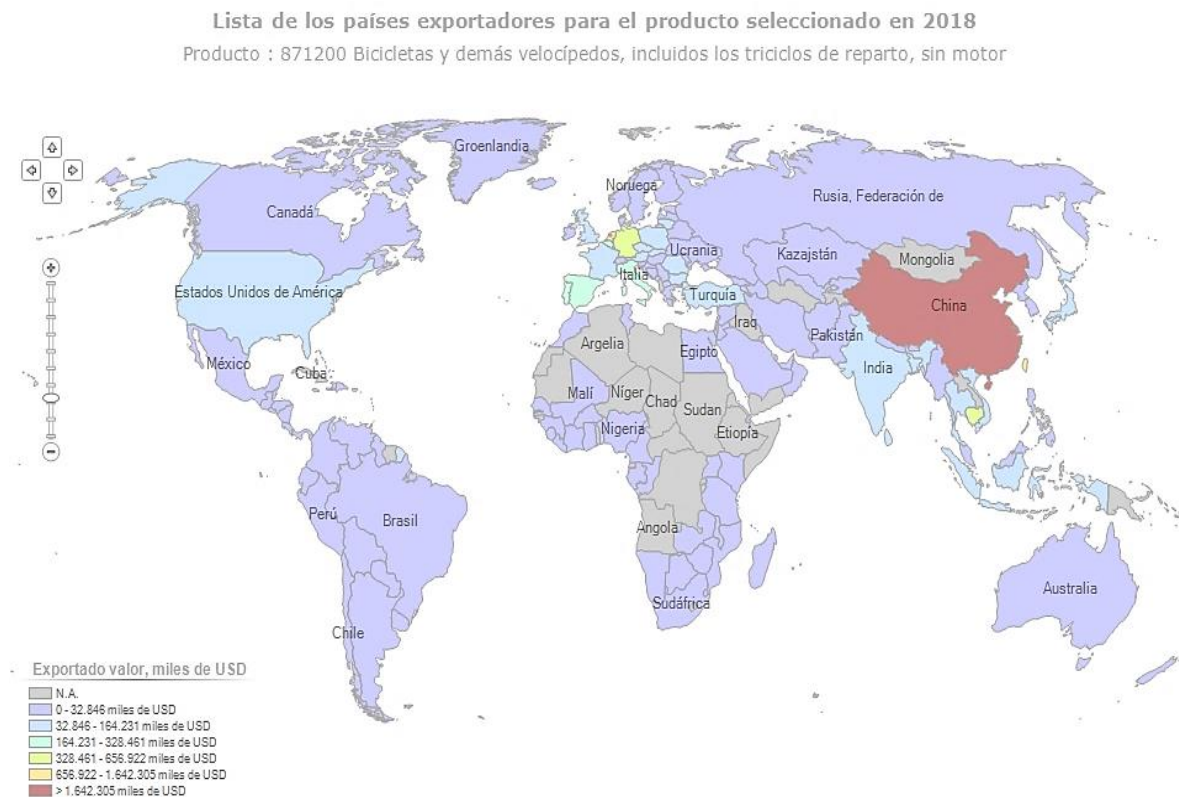 Lista de los países exportadores para el producto seleccionado en 2018
Producto : 871200 Bicicletas y demás velocípedos, incluidos los triciclos de reparto, sin motor
Groenlandia
Noruega
Rusia, Federación de
Canadá
Ucrania
Kazajstán
Mongolia
Italia
Estados Unidos de América
Turquía
China
Iraq
Pakistán
Argelia
Egipto
México
India
Cuba
Malí
Níger
Chad
Sudan
Nigeria
Etiopía
Perú
Brasil
Angola
Australia
Sudáfrica
Chile
Exportado valor, miles de USD
N.A.
0 - 32.846 miles de USD
32.846 - 164.231 miles de USD
164.231 - 328.461 miles de USD
328.461 - 656.922 miles de USD
656.922 - 1.642.305 miles de USD
> 1.642.305 miles de USD